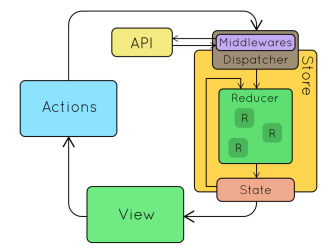 API
Middlewares
Dispatcher
Store
Actions
Reducer
R
R
R
State
View